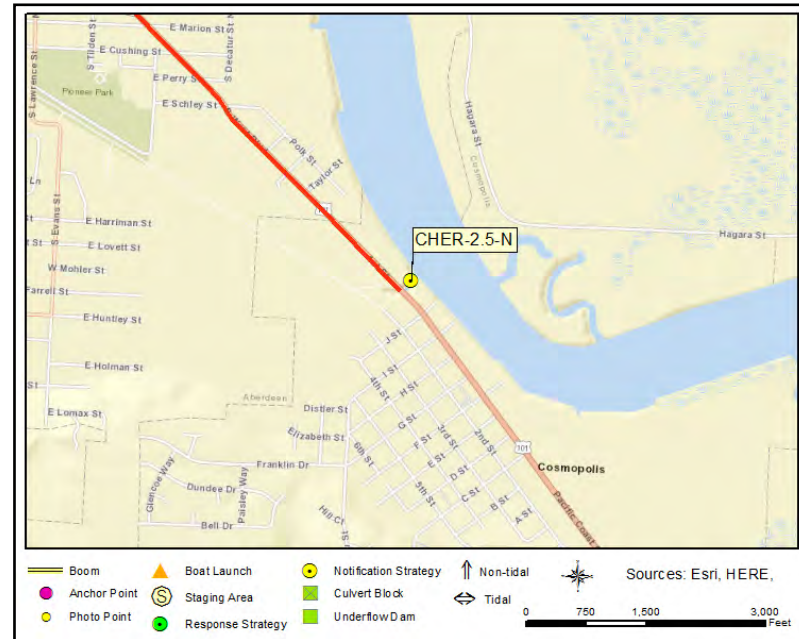 E Marion St
E Cushing St
S Tilden St
S Decatur St
S Lawrence St
E Perry St
Pioneer Park
E Schley St
Polk St
Taylor St
Hagara St
Cosmopolis
Hagara St
Ln
S Evans St
E Harriman St
E Lovett St
W Mohler St
Farrell St
E Huntley St
E Holman St
St
E Lomax St
CHER-2.5-N
Aberdeen
J St
I St
H St
G St
F St
E St
D St
C St
B St
A St
4th St
3rd St
2nd St
6th St
5th St
Distler St
Elizabeth St
Franklin Dr
Glencoe Way
Dundee Dr
Paisley Way
Bell Dr
Hill Ct
101
Cosmopolis
Pacific Coast
Boom
Boat Launch
Notification Strategy
Non-tidal
Sources: Esri, HERE,
Anchor Point
S Staging Area
Culvert Block
Tidal
Photo Point
Response Strategy
Underflow Dam
0 750 1,500 3,000
Feet